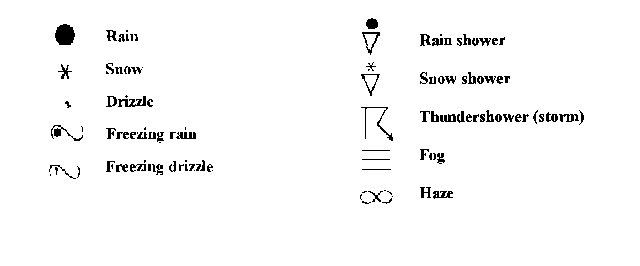 Rain
Snow
Drizzle
Freezing rain
Freezing drizzle
Rain shower
Snow shower
Thundershower (storm)
Fog
Haze